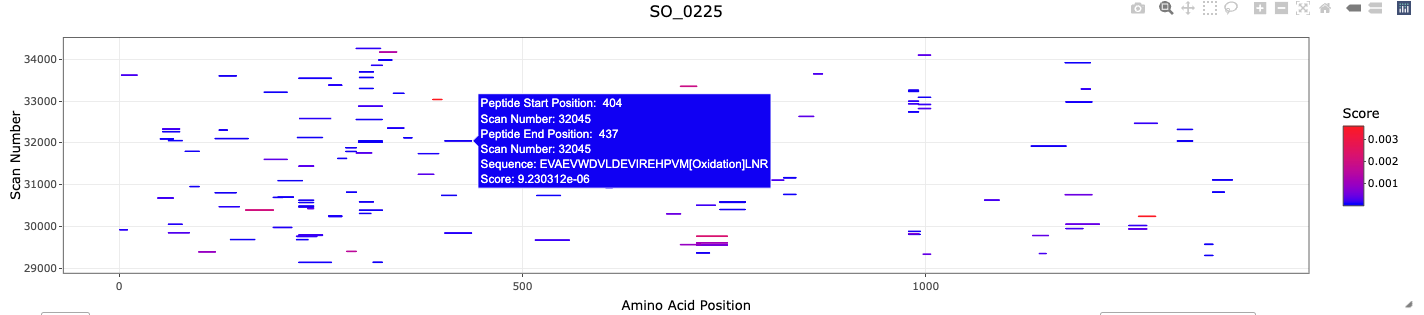 SO_0225
Scan Number
34000
33000
32000
31000
30000
29000
0
500
1000
Amino Acid Position
Peptide Start Position: 404
Scan Number: 32045
Peptide End Position: 437
Scan Number: 32045
Sequence: EVAEVWDVLDEVIREHPVM[Oxidation]LNR
Score: 9.230312e-06
Score
0.003
0.002
0.001